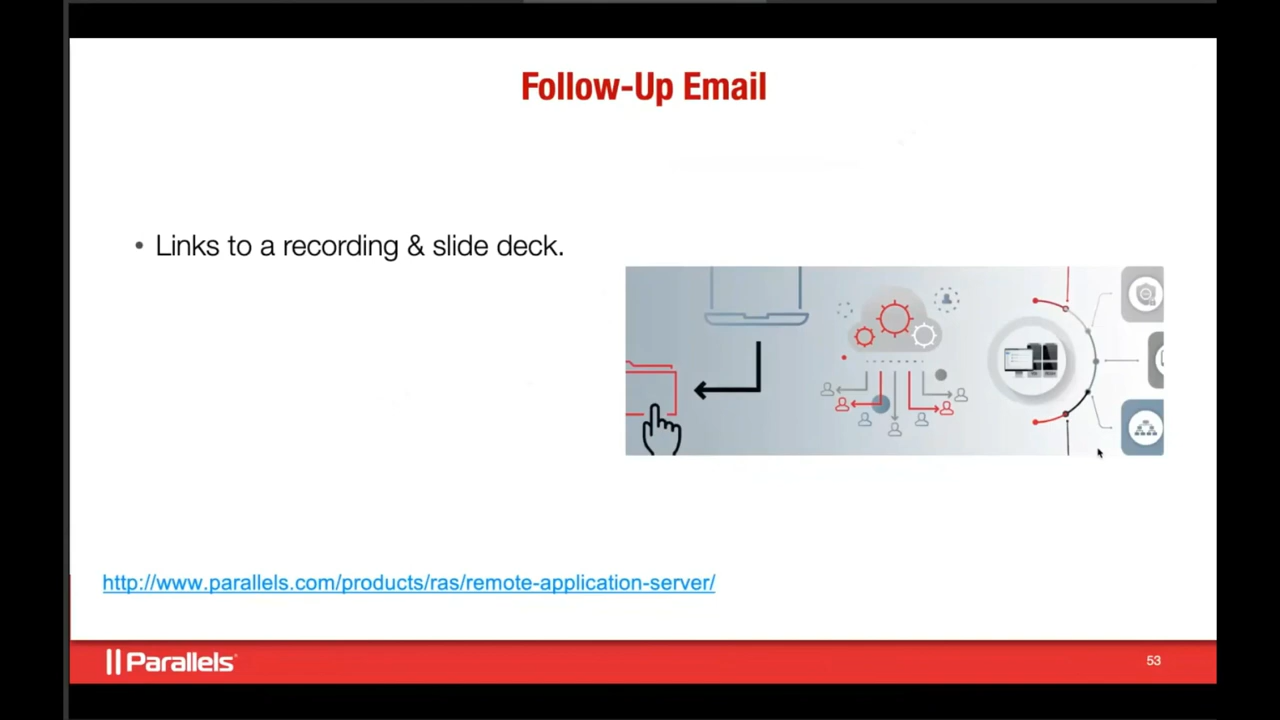 Follow-Up Email
• Links to a recording & slide deck.
http://www.parallels.com/products/ras/remote-application-server/
Parallels
53